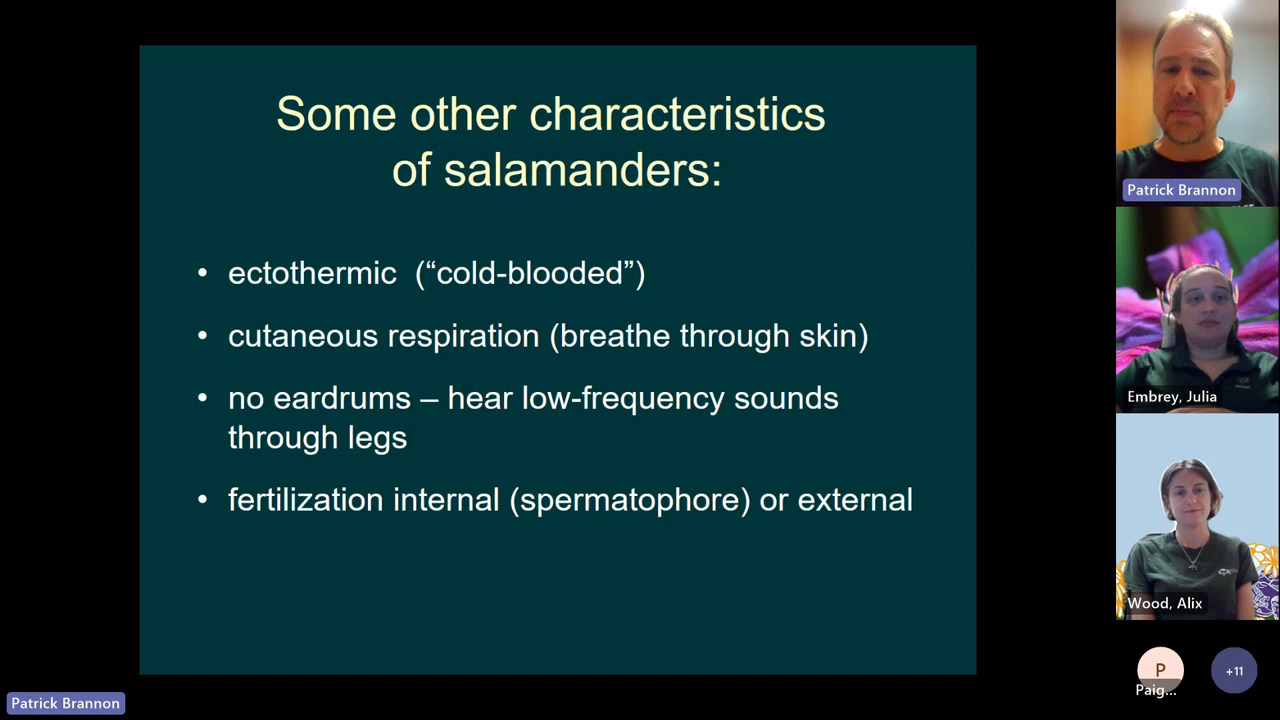 Some other characteristics
of salamanders:
• ectothermic (“cold-blooded”)
• cutaneous respiration (breathe through skin)
• no eardrums – hear low-frequency sounds
through legs
• fertilization internal (spermatophore) or external
Patrick Brannon
Embrey, Julia
Wood, Alix
P
Paig...
+11
Patrick Brannon